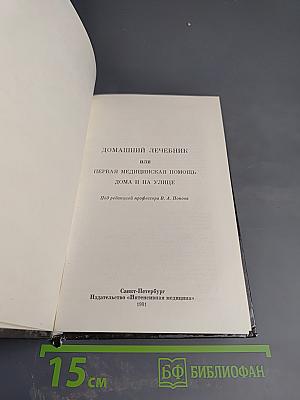 ДОМАШНИЙ ЛЕЧЕБНИК
ИЛИ
ПЕРВАЯ МЕДИЦИНСКАЯ ПОМОЩЬ
ДОМА И НА УЛИЦЕ
Под редакцией профессора В. А. Попова
Санкт-Петербург
Издательство «Интенсивная медицина»
1991
15 см
БФ БИБЛИОФАН